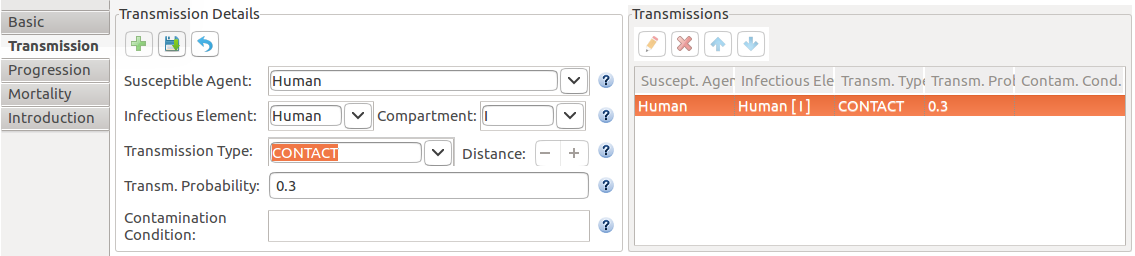 Basic
Transmission
Progression
Mortality
Introduction
Transmission Details
Susceptible Agent: Human ?
Infectious Element: Human Compartment: I ?
Transmission Type: CONTACT Distance: − + ?
Transm. Probability: 0.3 ?
Contamination
Condition: ?
Transmissions
Suscept. Agen Infectious Ele Transm. Type Transm. Prol Contam. Cond.
Human Human [ I ] CONTACT 0.3